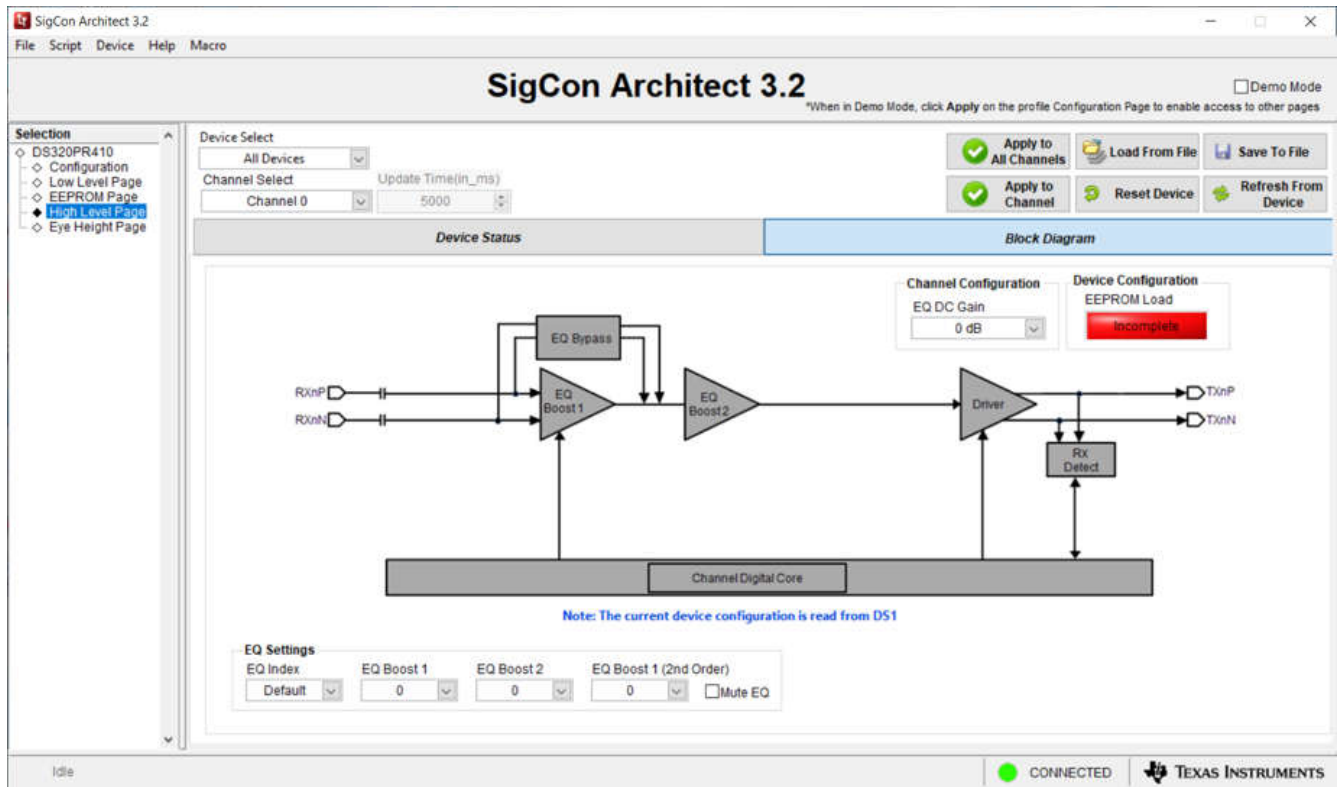 SigCon Architect 3.2
File Script Device Help Macro
SigCon Architect 3.2
Demo Mode
*When in Demo Mode, click Apply on the profile Configuration Page to enable access to other pages
Selection
DS320PR410
Configuration
Low Level Page
EEPROM Page
High Level Page
Eye Height Page
Device Select
All Devices
Channel Select
Channel 0
Update Time(in_ms)
5000
Apply to
All Channels
Load From File
Save To File
Apply to
Channel
Reset Device
Refresh From
Device
Device Status
Block Diagram
Channel Configuration
EQ DC Gain
0 dB
Device Configuration
EEPROM Load
Incomplete
EQ Bypass
RXnP
RXnN
EQ
Boost 1
EQ
Boost2
Driver
TXnP
TXnN
Rx
Detect
Channel Digital Core
Note: The current device configuration is read from DS1
EQ Settings
EQ Index
Default
EQ Boost 1
0
EQ Boost 2
0
EQ Boost 1 (2nd Order)
0
Mute EQ
Idle
CONNECTED
TEXAS INSTRUMENTS